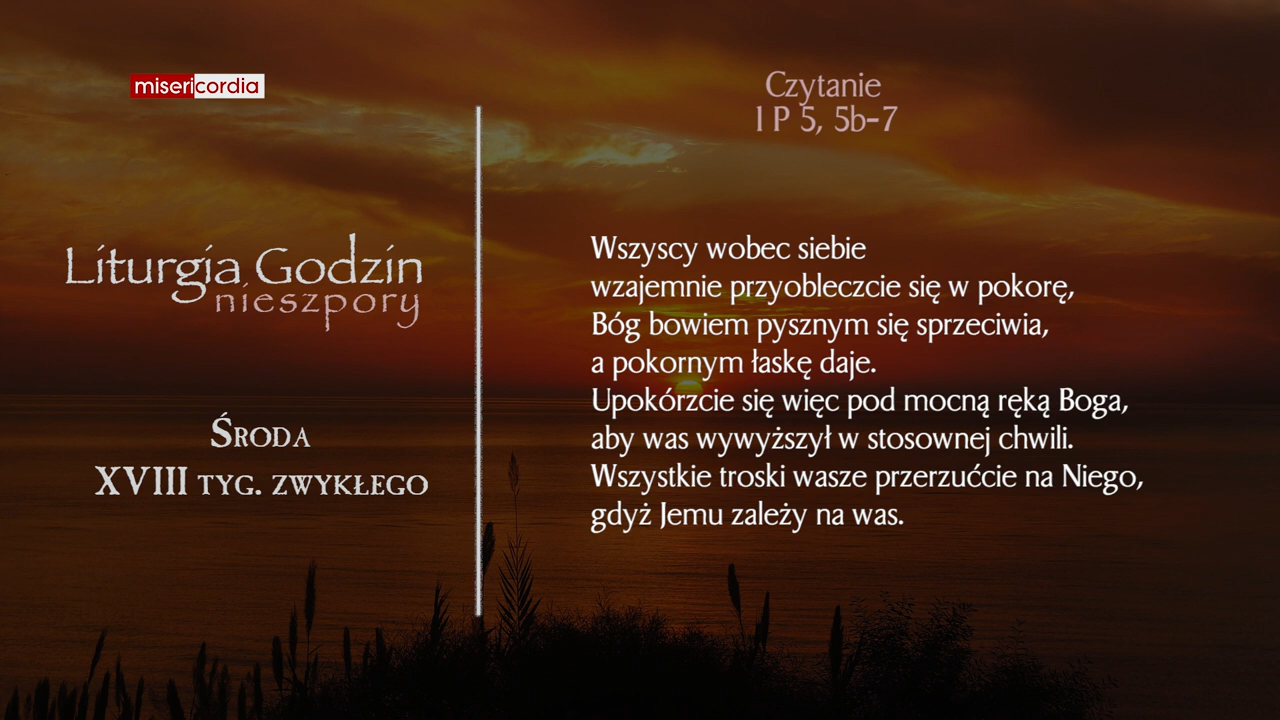 misericordia
Liturgia Godzin
nieszpory
Środa
XVIII tyg. zwykłego
Czytanie
1 P 5, 5b-7
Wszyscy wobec siebie
wzajemnie przyobleczcie się w pokorę,
Bóg bowiem pysznym się sprzeciwia,
a pokornym łaskę daje.
Upokórzcie się więc pod mocną ręką Boga,
aby was wywyższył w stosownej chwili.
Wszystkie troski wasze przerzućcie na Niego,
gdyż Jemu zależy na was.